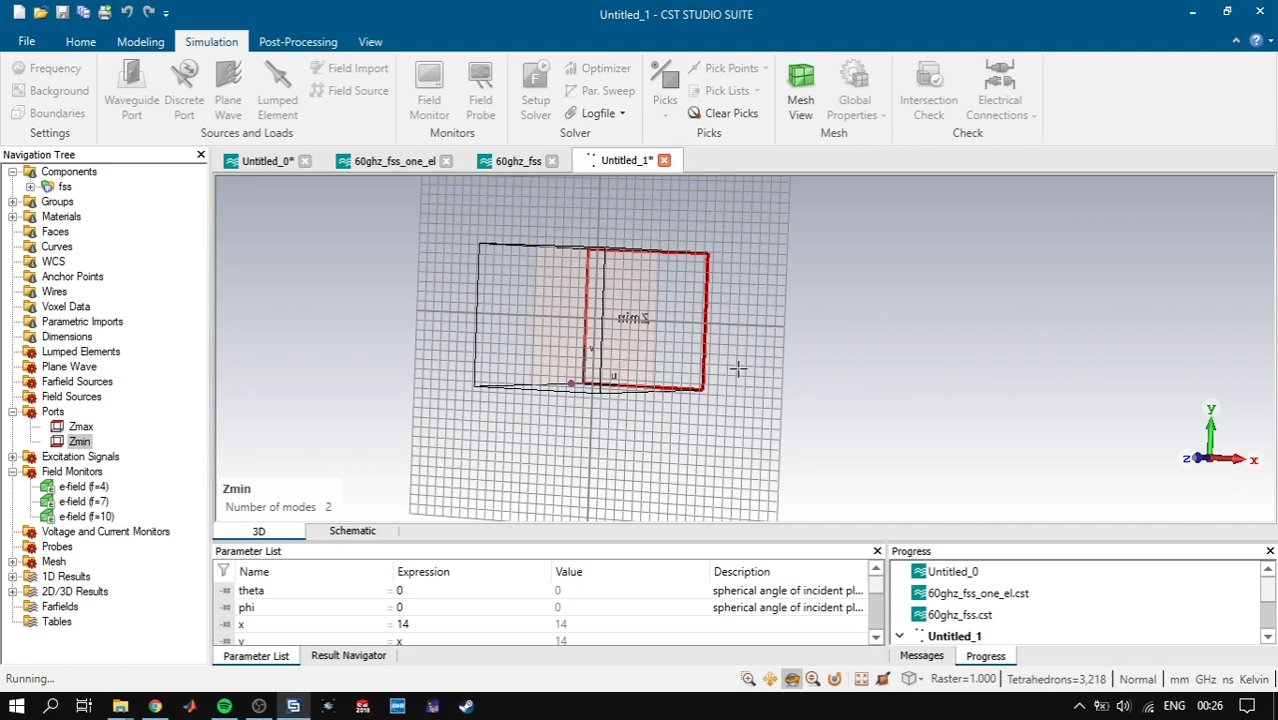 Untitled_1 - CST STUDIO SUITE
File Home Modeling Simulation Post-Processing View
Frequency
Background
Boundaries
Settings
Waveguide Port
Discrete Port
Plane Wave
Lumped Element
Field Import
Field Source
Sources and Loads
Field Monitor
Field Probe
Monitors
Setup Solver
Optimizer
Par. Sweep
Logfile
Solver
Picks
Pick Points
Pick Lists
Clear Picks
Picks
Mesh View
Global Properties
Mesh
Intersection Check
Electrical Connections
Check
Navigation Tree
Untitled_0* 60ghz_fss_one_el 60ghz_fss Untitled_1*
Components
fss
Groups
Materials
Faces
Curves
WCS
Anchor Points
Wires
Voxel Data
Parametric Imports
Dimensions
Lumped Elements
Plane Wave
Farfield Sources
Field Sources
Ports
Zmax
Zmin
Excitation Signals
Field Monitors
e-field (f=4)
e-field (f=7)
e-field (f=10)
Voltage and Current Monitors
Probes
Mesh
1D Results
2D/3D Results
Farfields
Tables
Zmin
v
u
y
z x
Zmin
Number of modes 2
3D Schematic
Parameter List
Name Expression Value Description
theta = 0 0 spherical angle of incident pl...
phi = 0 0 spherical angle of incident pl...
x = 14 14
y = x 14
Parameter List Result Navigator
Progress
Untitled_0
60ghz_fss_one_el.cst
60ghz_fss.cst
Untitled_1
Messages Progress
Running...
Raster=1.000 Tetrahedrons=3,218 Normal mm GHz ns Kelvin
ENG 00:26